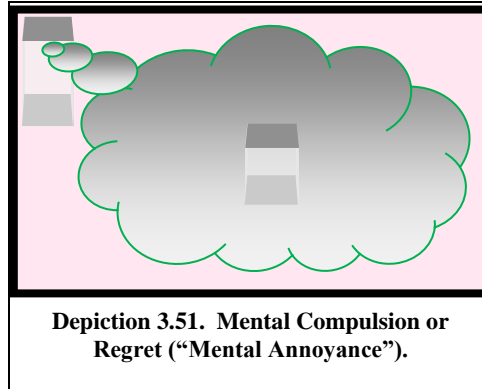 Depiction 3.51. Mental Compulsion or
Regret (“Mental Annoyance”).